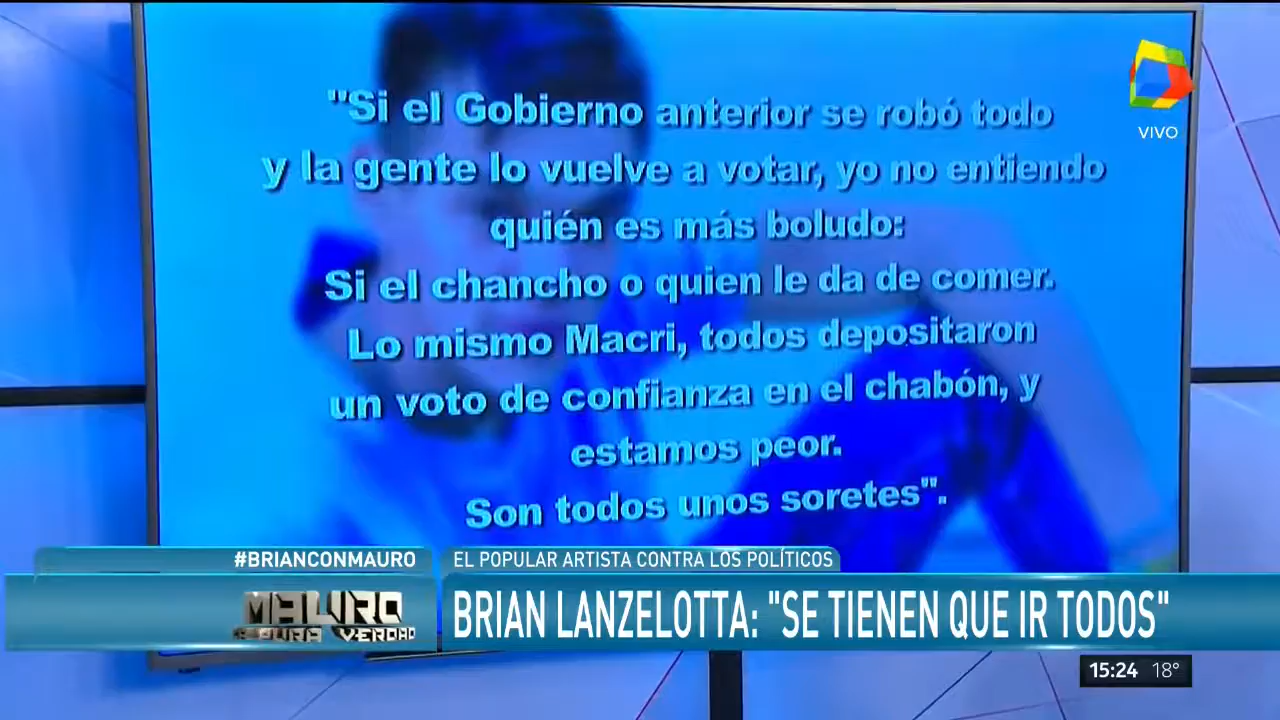 "Si el Gobierno anterior se robó todo
y la gente lo vuelve a votar, yo no entiendo
quién es más boludo:
Si el chancho o quien le da de comer.
Lo mismo Macri, todos depositaron
un voto de confianza en el chabón, y
estamos peor.
Son todos unos soretes".
VIVO
#BRIANCONMAURO
EL POPULAR ARTISTA CONTRA LOS POLÍTICOS
MAURO
LA PURA VERDAD
BRIAN LANZELOTTA: "SE TIENEN QUE IR TODOS"
15:24 18°